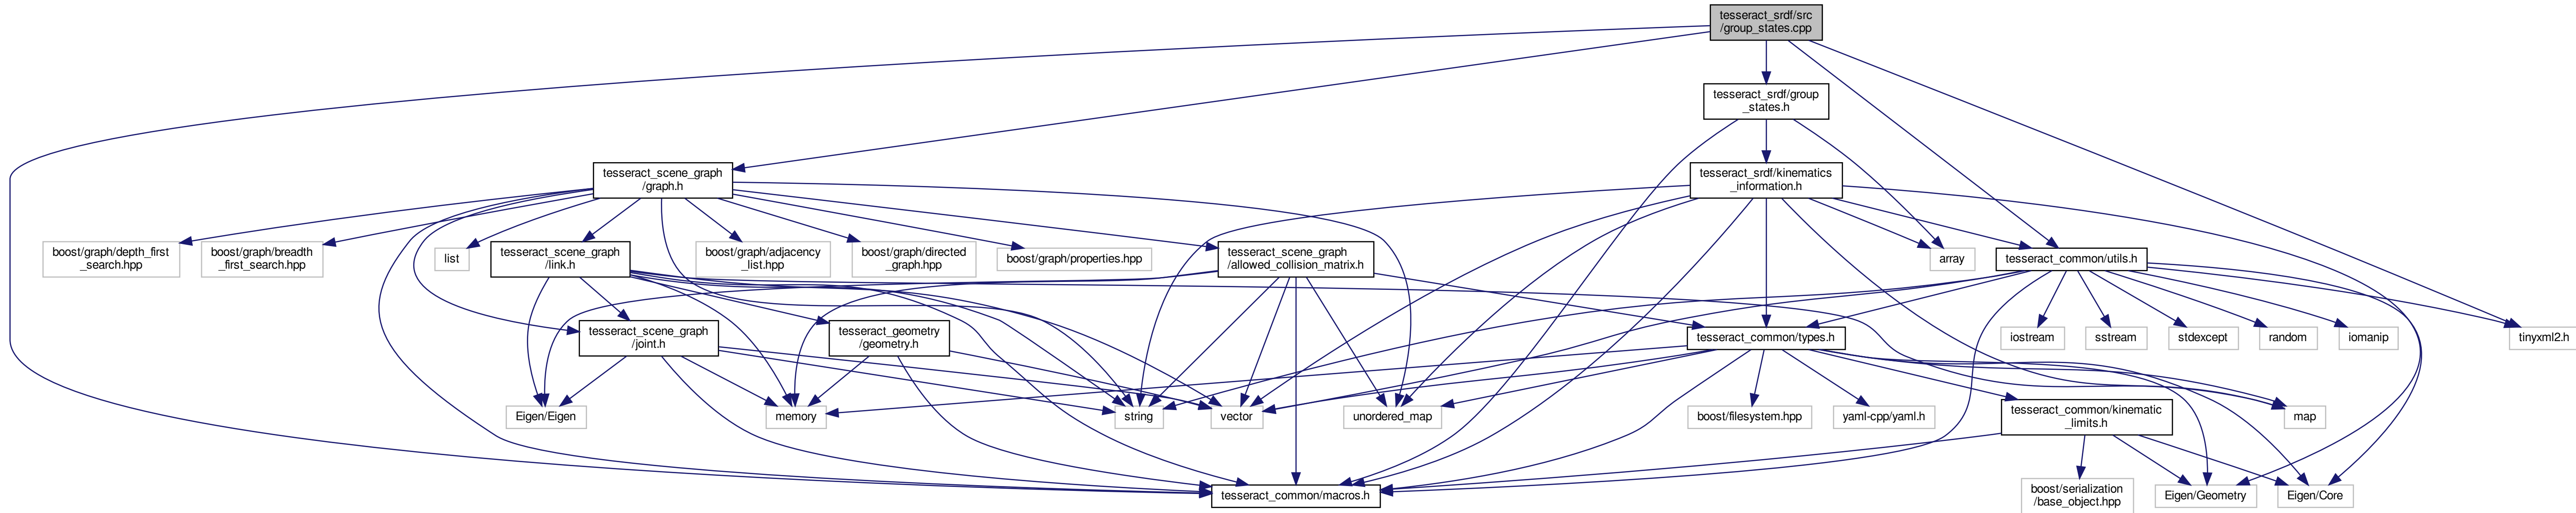 tesseract_srdf/src
/group_states.cpp
tesseract_srdf/group
_states.h
tesseract_scene_graph
/graph.h
tesseract_srdf/kinematics
_information.h
boost/graph/depth_first
_search.hpp
boost/graph/breadth
_first_search.hpp
list
tesseract_scene_graph
/link.h
boost/graph/adjacency
_list.hpp
boost/graph/directed
_graph.hpp
boost/graph/properties.hpp
tesseract_scene_graph
/allowed_collision_matrix.h
array
tesseract_common/utils.h
tesseract_scene_graph
/joint.h
tesseract_geometry
/geometry.h
tesseract_common/types.h
iostream
sstream
stdexcept
random
iomanip
tinyxml2.h
Eigen/Eigen
memory
string
vector
unordered_map
boost/filesystem.hpp
yaml-cpp/yaml.h
tesseract_common/kinematic
_limits.h
map
tesseract_common/macros.h
boost/serialization
/base_object.hpp
Eigen/Geometry
Eigen/Core